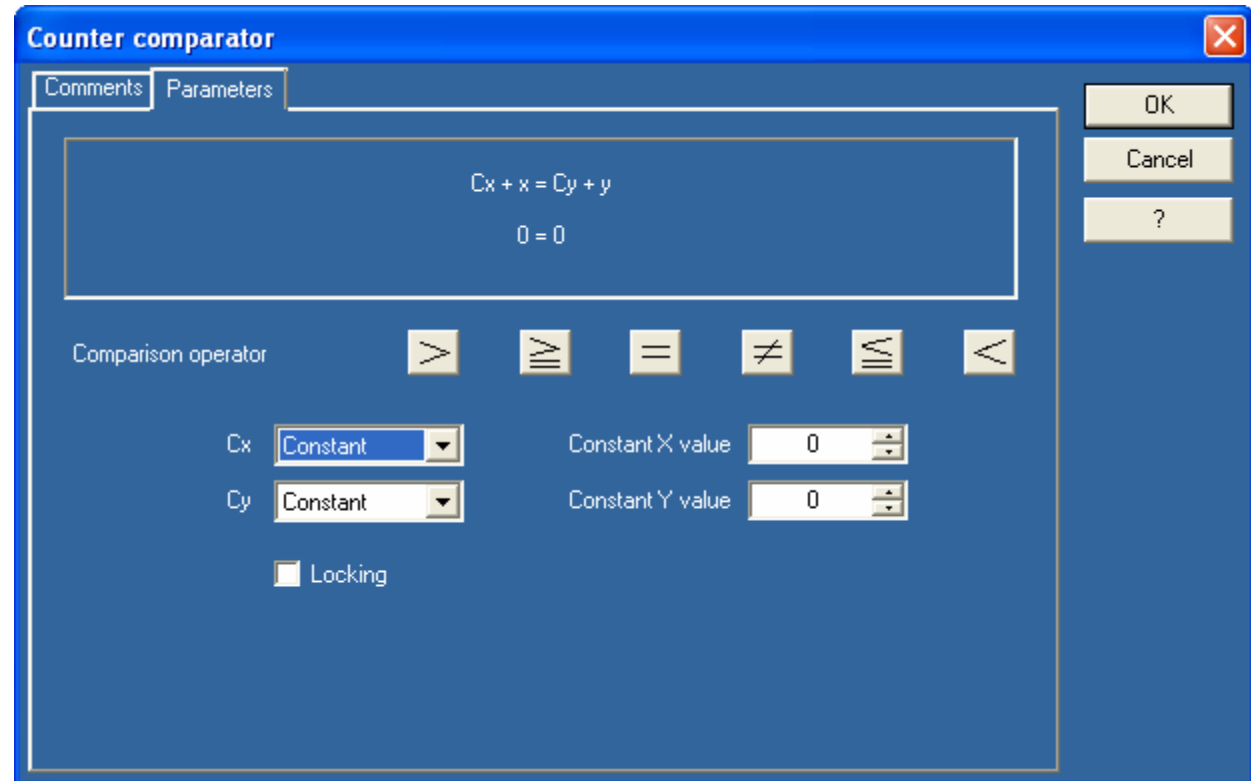 Counter comparator
Comments Parameters
OK
Cancel
?
Cx + x = Cy + y
0 = 0
Comparison operator > ≧ = ≠ ≦ <
Cx Constant Constant X value 0
Cy Constant Constant Y value 0
Locking